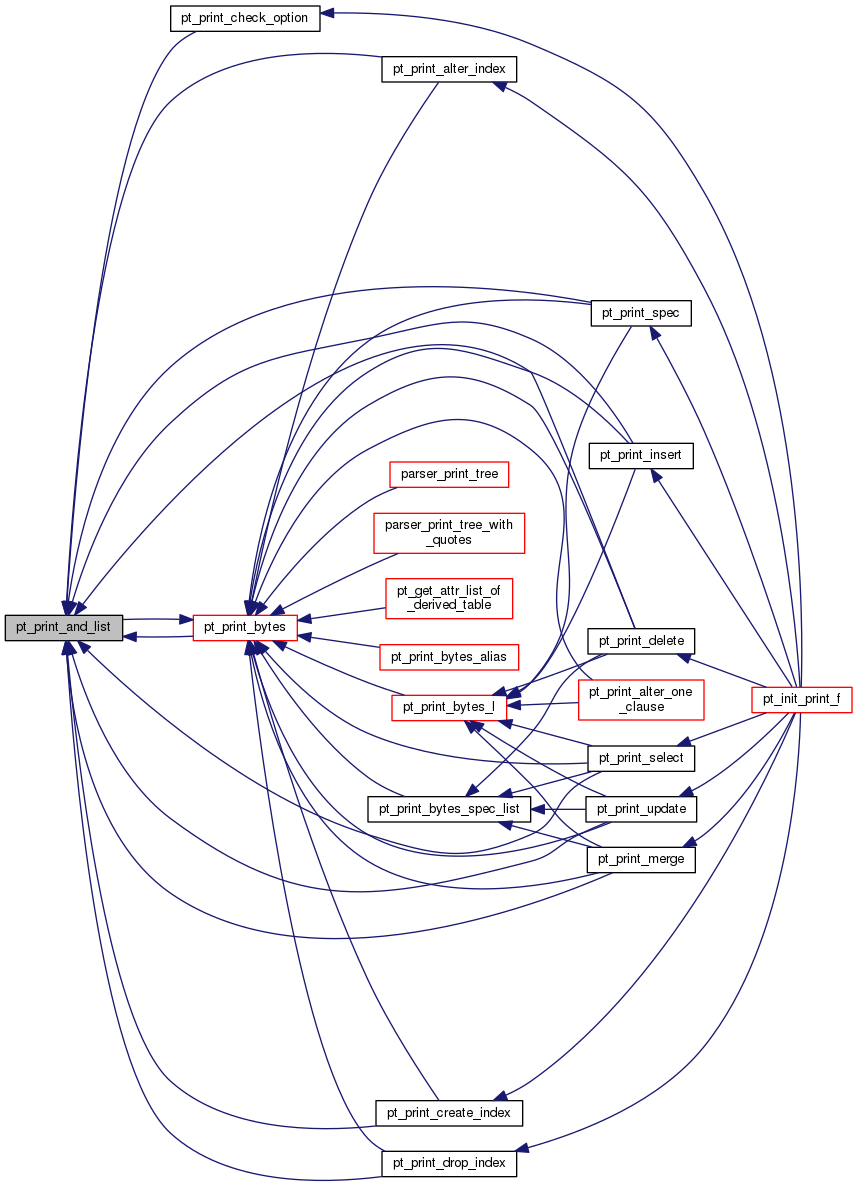 pt_print_check_option
pt_print_alter_index
pt_print_spec
pt_print_insert
parser_print_tree
parser_print_tree_with
_quotes
pt_get_attr_list_of
_derived_table
pt_print_and_list
pt_print_bytes
pt_print_delete
pt_print_bytes_alias
pt_print_alter_one
_clause
pt_init_print_f
pt_print_bytes_l
pt_print_select
pt_print_bytes_spec_list
pt_print_update
pt_print_merge
pt_print_create_index
pt_print_drop_index